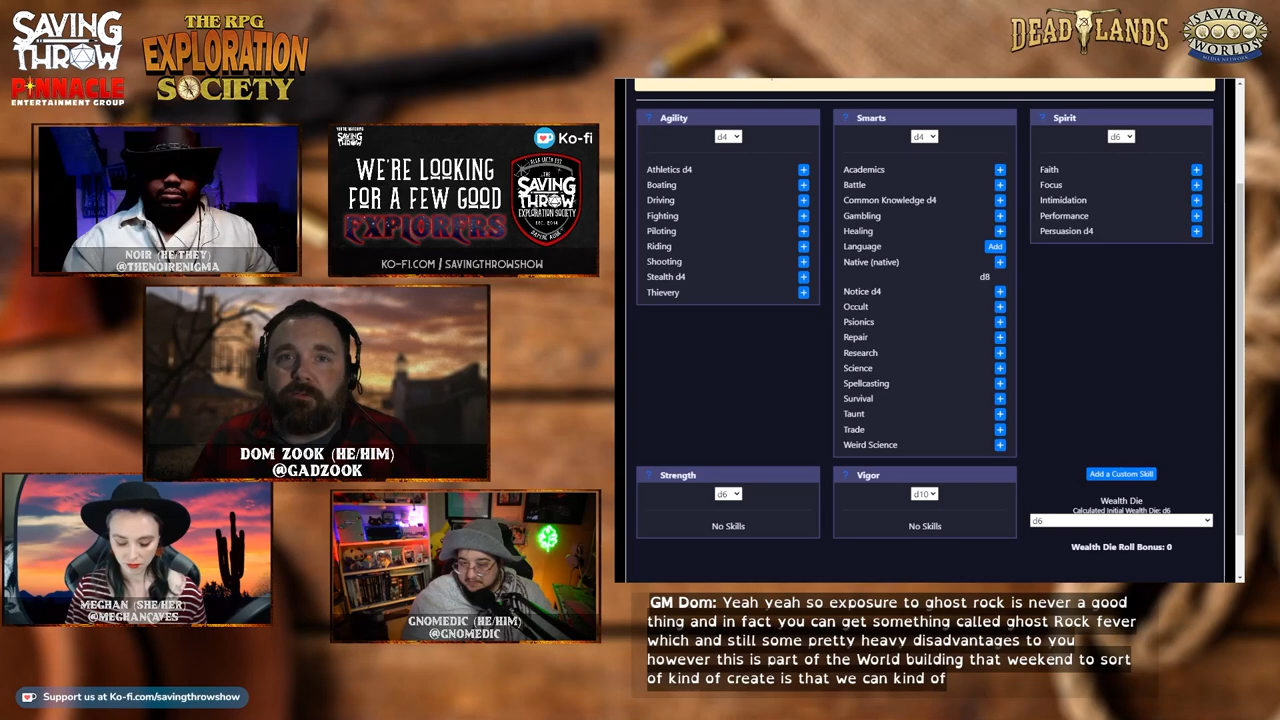 SAVING
THROW
PINNACLE
ENTERTAINMENT GROUP
THE RPG
EXPLORATION
SOCIETY
DEADLANDS
SAVAGE
WORLDS
MEDIA NETWORK
NOIR (HE/THEY)
@THENOIRENIGMA
SAVING
THROW
Ko-fi
WE'RE LOOKING
FOR A FEW GOOD
EXPLORERS
THE
SAVING
THROW
EXPLORATION SOCIETY
KO-FI.COM | SAVINGTHROWSHOW
DOM ZOOK (HE/HIM)
@GADZOOK
MEGHAN (SHE/HER)
@MEGHANCAVES
GNOMEDIC (HE/HIM)
@GNOMEDIC
Support us at Ko-fi.com/savingthrowshow
? Agility
d4
Athletics d4 +
Boating +
Driving +
Fighting +
Piloting +
Riding +
Shooting +
Stealth d4 +
Thievery +
? Smarts
d4
Academics +
Battle +
Common Knowledge d4 +
Gambling +
Healing +
Language Add
Native (native) +
d8
Notice d4 +
Occult +
Psionics +
Repair +
Research +
Science +
Spellcasting +
Survival +
Taunt +
Trade +
Weird Science +
? Spirit
d6
Faith +
Focus +
Intimidation +
Performance +
Persuasion d4 +
? Strength
d6
No Skills
? Vigor
d10
No Skills
Add a Custom Skill
Wealth Die
Calculated Initial Wealth Die: d6
d6
Wealth Die Roll Bonus: 0
GM Dom: Yeah yeah so exposure to ghost rock is never a good
thing and in fact you can get something called ghost Rock fever
which and still some pretty heavy disadvantages to you
however this is part of the World building that weekend to sort
of kind of create is that we can kind of